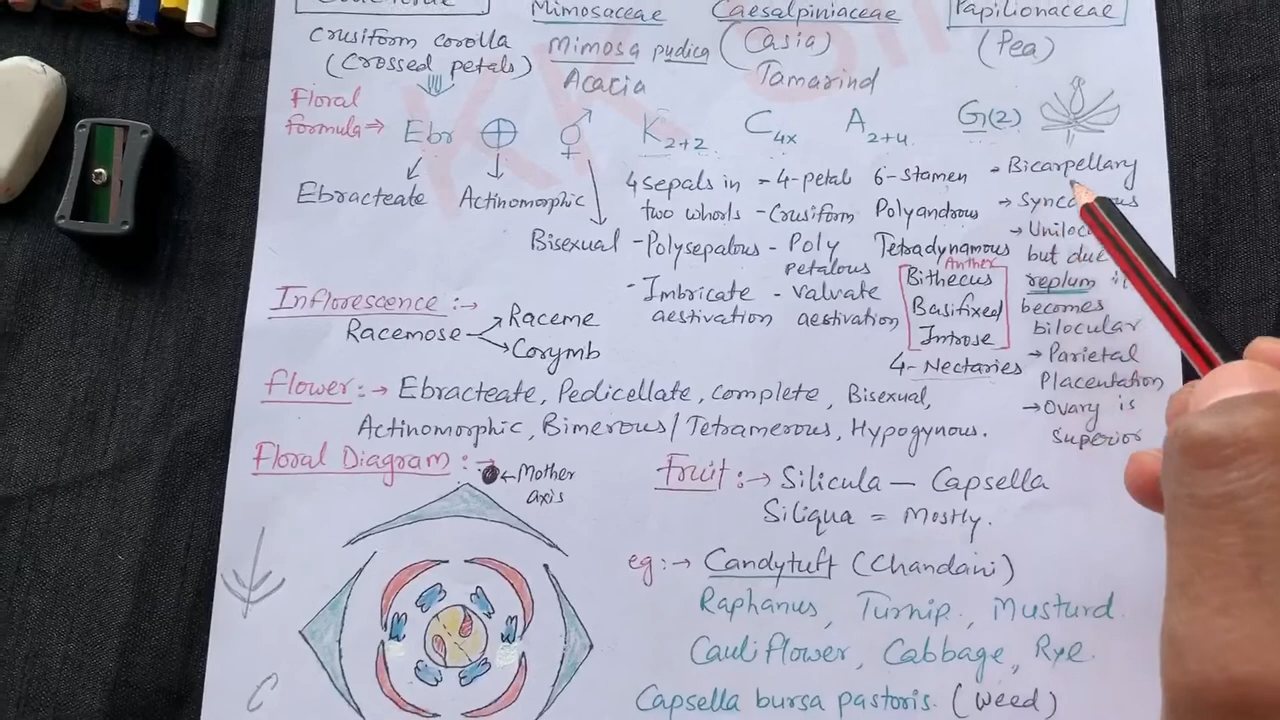 Mimosaceae Caesalpiniaceae Papilionaceae
Crusiform corolla mimosa pudica (Casia) (Pea)
(Crossed petals) Acacia Tamarind
Floral
formula⇒ Ebr ⊕ ⚥ K2+2 C4x A2+4 G(2)
Ebracteate Actinomorphic Bisexual
4 sepals in
two whorls
-Polysepalous
- Imbricate
aestivation
= 4-petal
- Crusiform
- Poly
petalous
- valvate
aestivation
6-stamen
Polyandrous
Tetradynamous
Anther
Bithecus
Basifixed
Introse
4-Nectaries
→ Bicarpellary
→
→
but due
replum
becomes
bilocular
→ Parietal
Placentation
→ Ovary is
Superior
Inflorescence :→
Racemose → Raceme
→ Corymb
Flower :→ Ebracteate, Pedicellate, complete, Bisexual,
Actinomorphic, Bimerous/Tetramerous, Hypogynous.
Floral Diagram :→
← Mother
axis
Fruit :→ Silicula — Capsella
Siliqua = Mostly.
eg :→ Candytuft (Chandani)
Raphanus, Turnip, Musturd
Cauliflower, Cabbage, Rye
Capsella bursa pastoris. (weed)